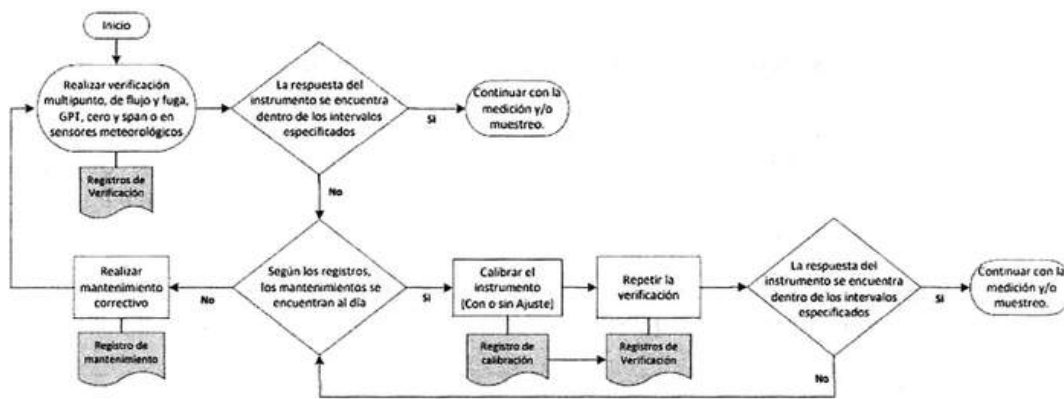 Inicio
Realizar verificación
multipunto, de flujo y fuga,
GPT, cero y span o en
sensores meteorológicos
Registros de
Verificación
La respuesta del
instrumento se encuentra
dentro de los intervalos
especificados
Si
Continuar con la
medición y/o
muestreo.
No
Según los registros,
los mantenimientos se
encuentran al día
No
Realizar
mantenimiento
correctivo
Registro de
mantenimiento
Si
Calibrar el
instrumento
(Con o sin Ajuste)
Registro de
calibración
Repetir la
verificación
Registros de
Verificación
La respuesta del
instrumento se encuentra
dentro de los intervalos
especificados
Si
Continuar con la
medición y/o
muestreo.
No